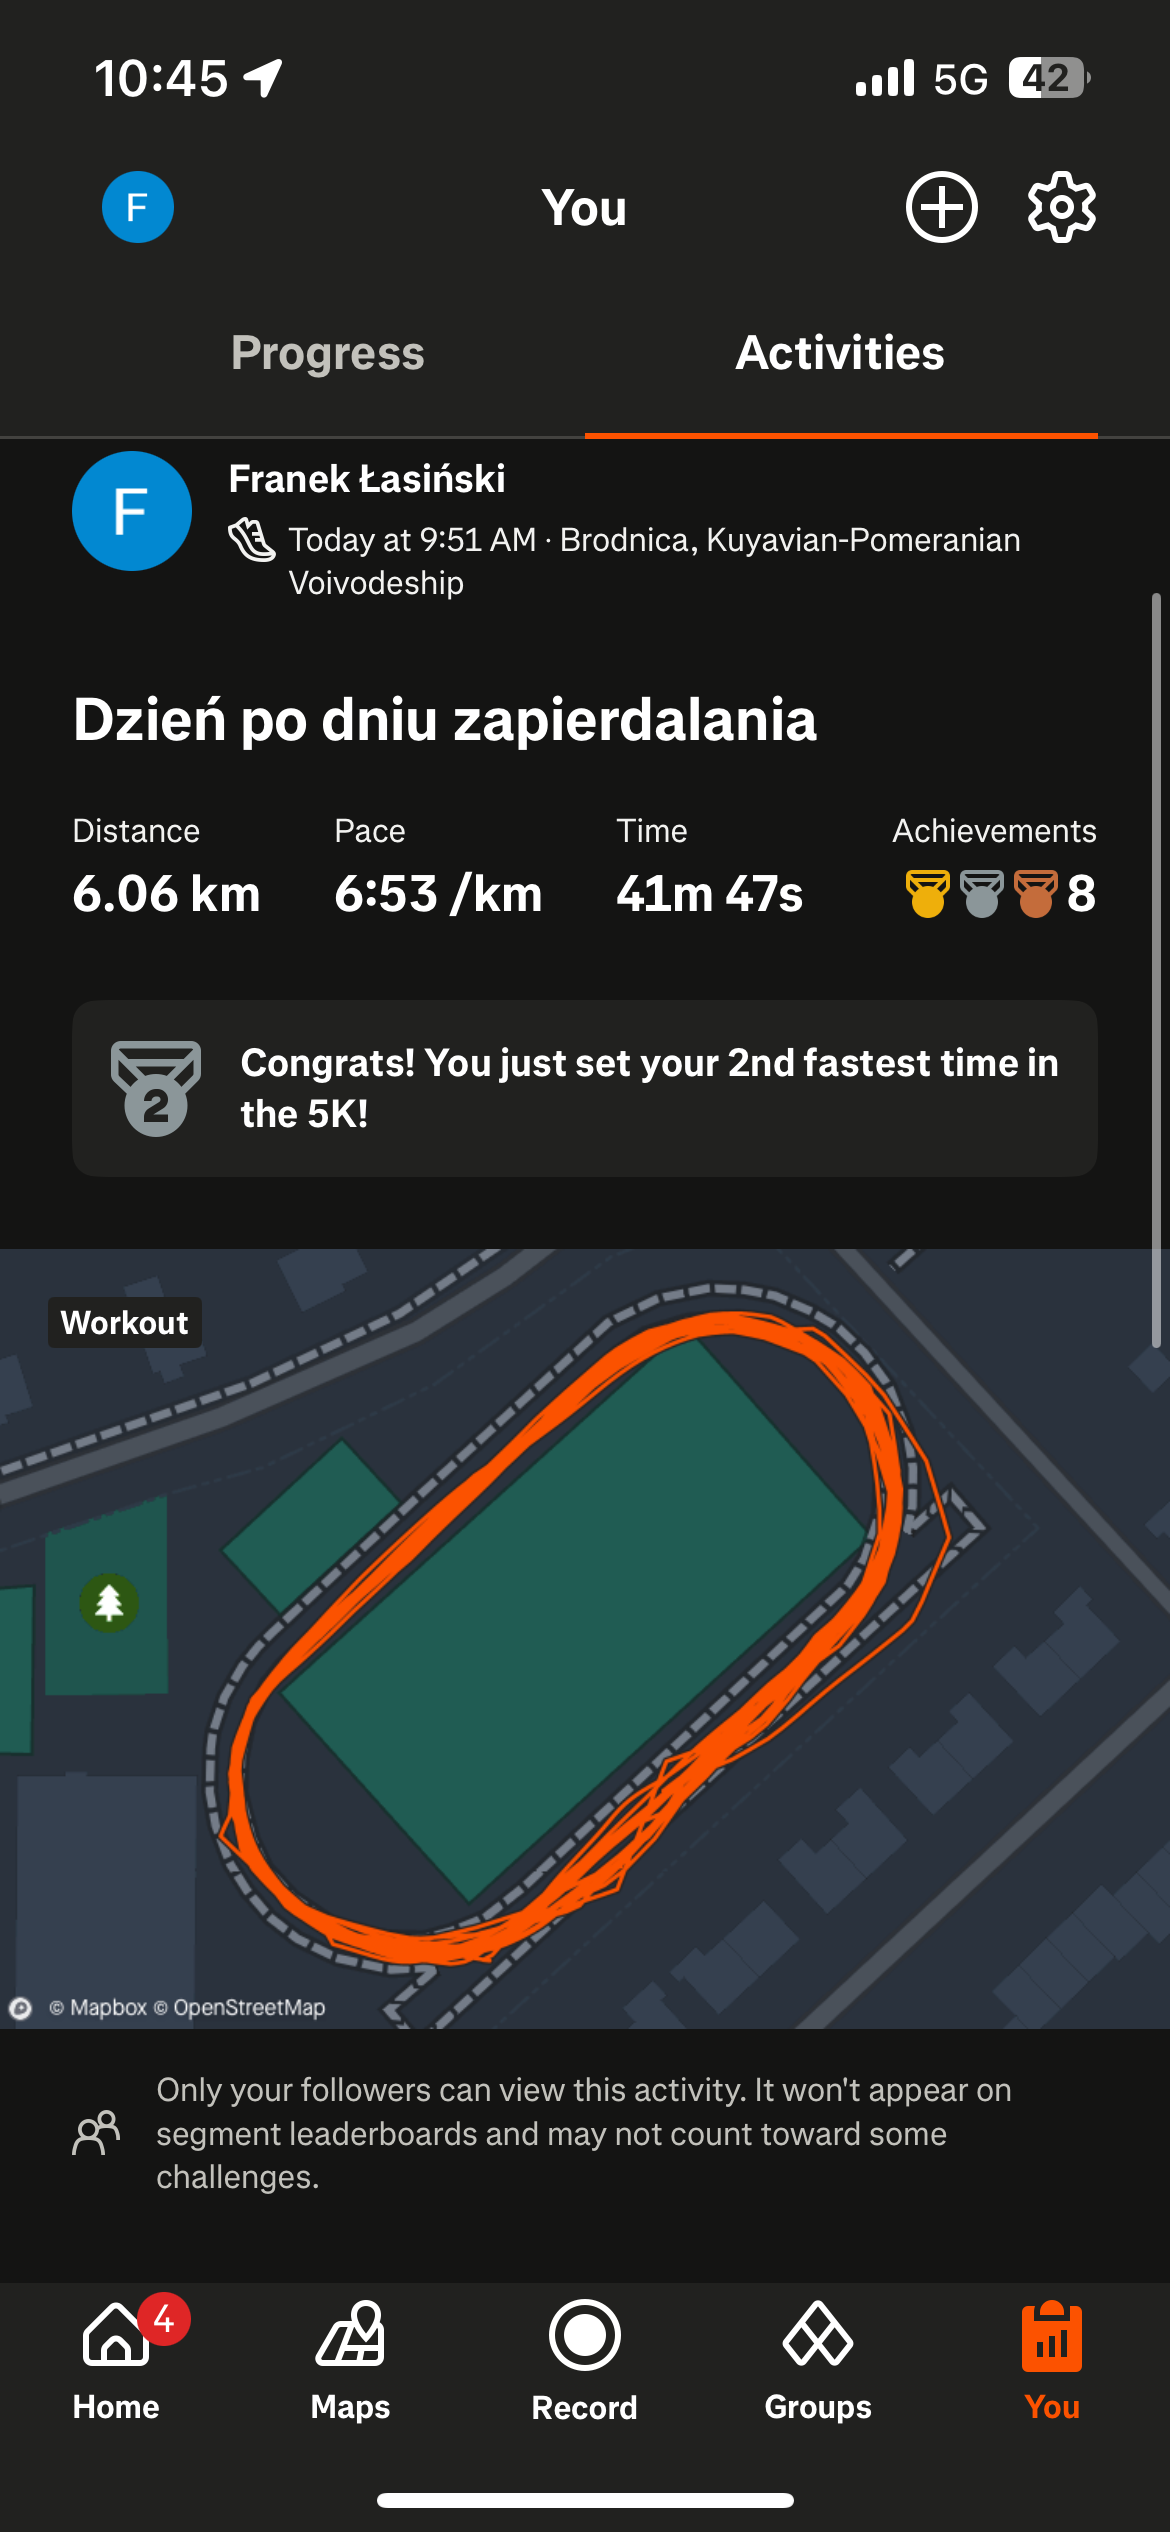 10:45
5G
42
F
You
Progress
Activities
F
Franek Łasiński
Today at 9:51 AM · Brodnica, Kuyavian-Pomeranian
Voivodeship
Dzień po dniu zapierdalania
Distance
Pace
Time
Achievements
6.06 km
6:53 /km
41m 47s
8
2
Congrats! You just set your 2nd fastest time in
the 5K!
Workout
© Mapbox © OpenStreetMap
Only your followers can view this activity. It won't appear on
segment leaderboards and may not count toward some
challenges.
4
Home
Maps
Record
Groups
You